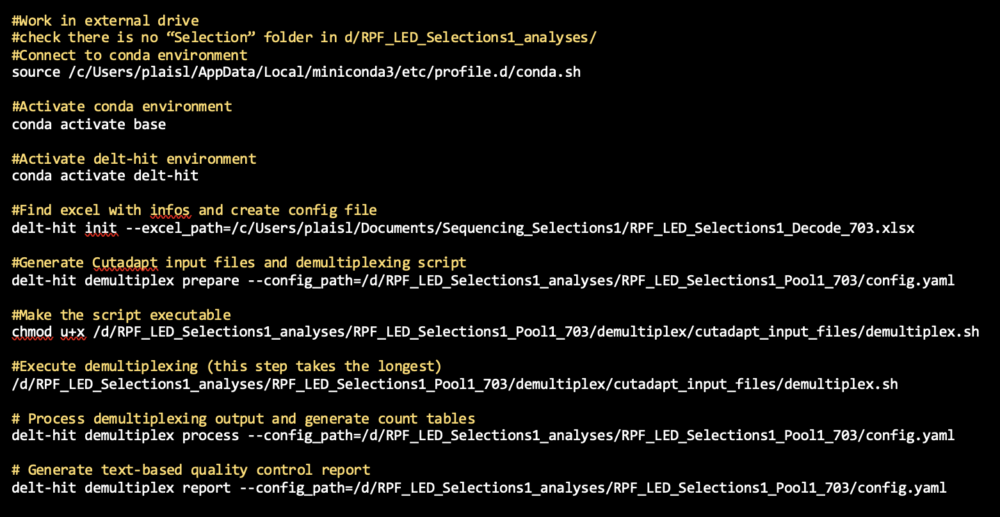 #Work in external drive
#check there is no “Selection” folder in d/RPF_LED_Selections1_analyses/
#Connect to conda environment
source /c/Users/plaisl/AppData/Local/miniconda3/etc/profile.d/conda.sh
#Activate conda environment
conda activate base
#Activate delt-hit environment
conda activate delt-hit
#Find excel with infos and create config file
delt-hit init --excel_path=/c/Users/plaisl/Documents/Sequencing_Selections1/RPF_LED_Selections1_Decode_703.xlsx
#Generate Cutadapt input files and demultiplexing script
delt-hit demultiplex prepare --config_path=/d/RPF_LED_Selections1_analyses/RPF_LED_Selections1_Pool1_703/config.yaml
#Make the script executable
chmod u+x /d/RPF_LED_Selections1_analyses/RPF_LED_Selections1_Pool1_703/demultiplex/cutadapt_input_files/demultiplex.sh
#Execute demultiplexing (this step takes the longest)
/d/RPF_LED_Selections1_analyses/RPF_LED_Selections1_Pool1_703/demultiplex/cutadapt_input_files/demultiplex.sh
# Process demultiplexing output and generate count tables
delt-hit demultiplex process --config_path=/d/RPF_LED_Selections1_analyses/RPF_LED_Selections1_Pool1_703/config.yaml
# Generate text-based quality control report
delt-hit demultiplex report --config_path=/d/RPF_LED_Selections1_analyses/RPF_LED_Selections1_Pool1_703/config.yaml